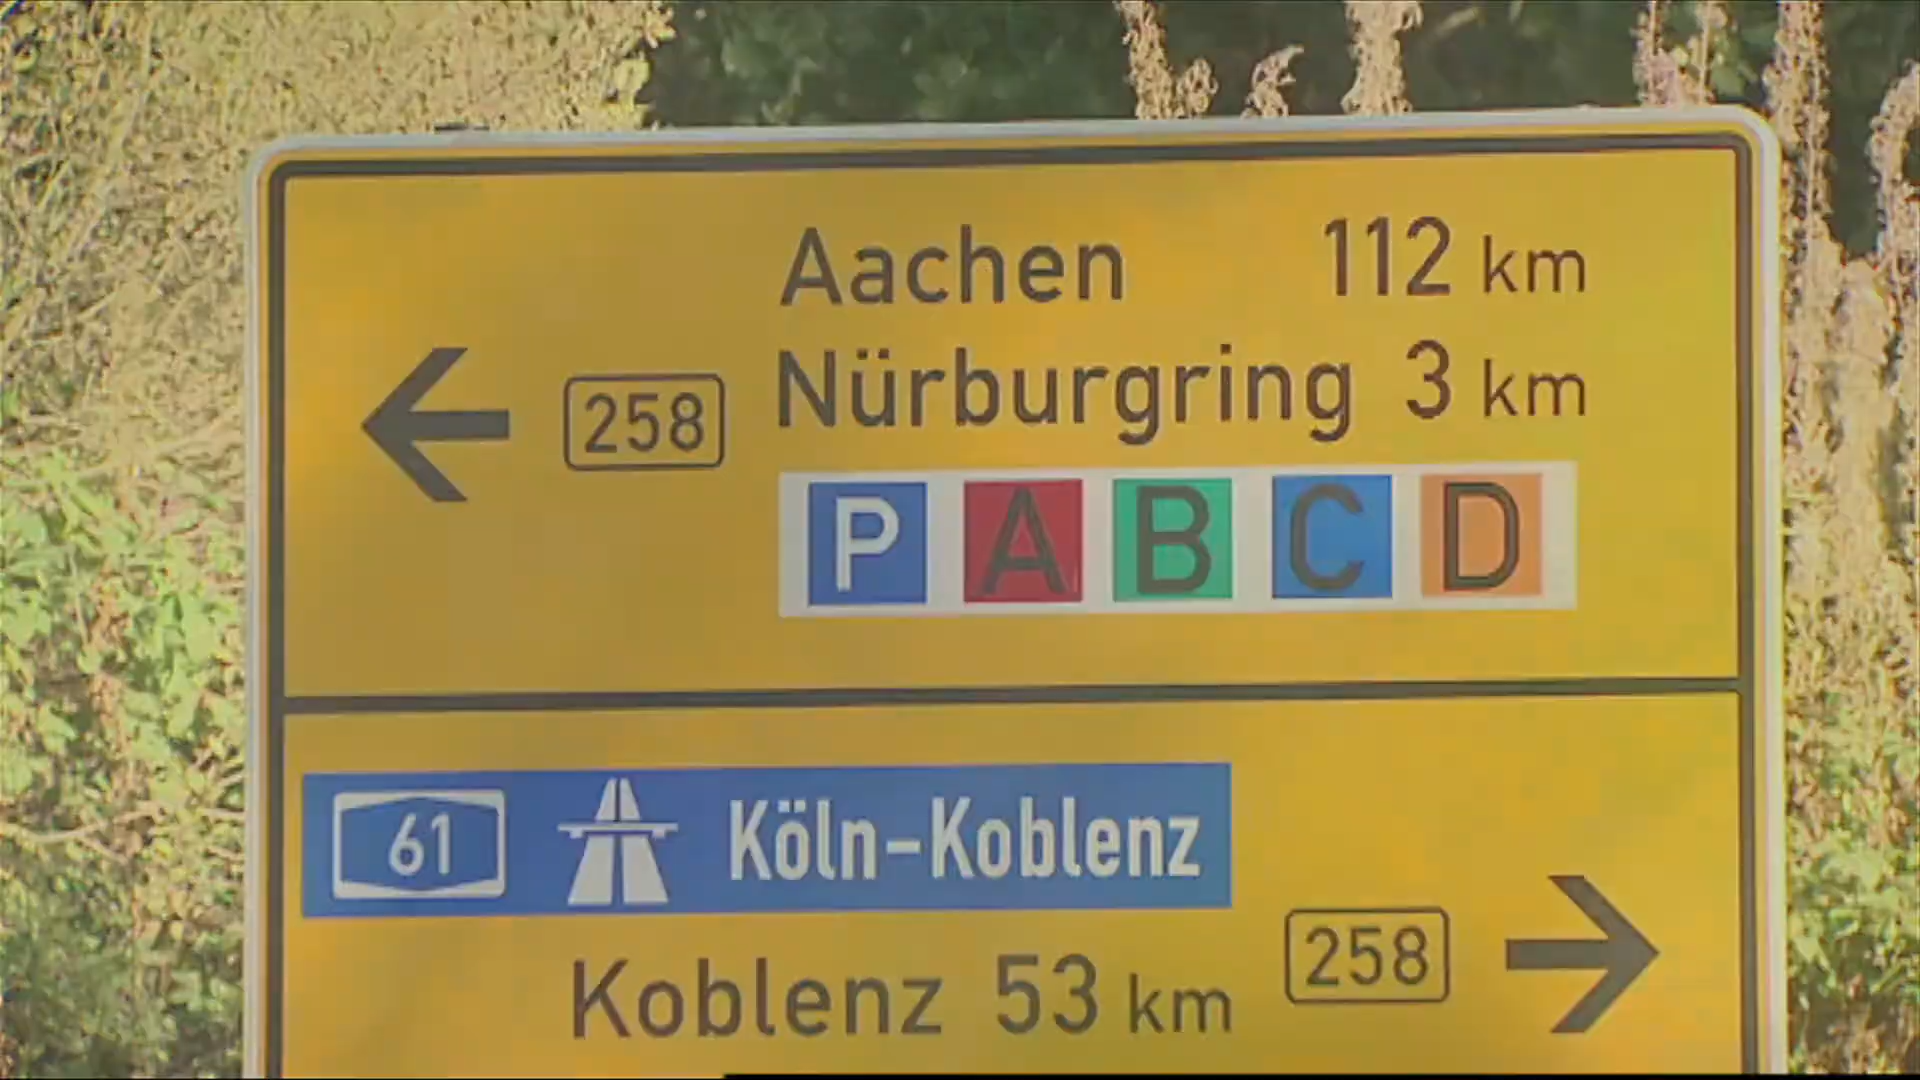 Aachen 112 km
258 Nürburgring 3 km
P A B C D
61 Köln-Koblenz
Koblenz 53 km 258